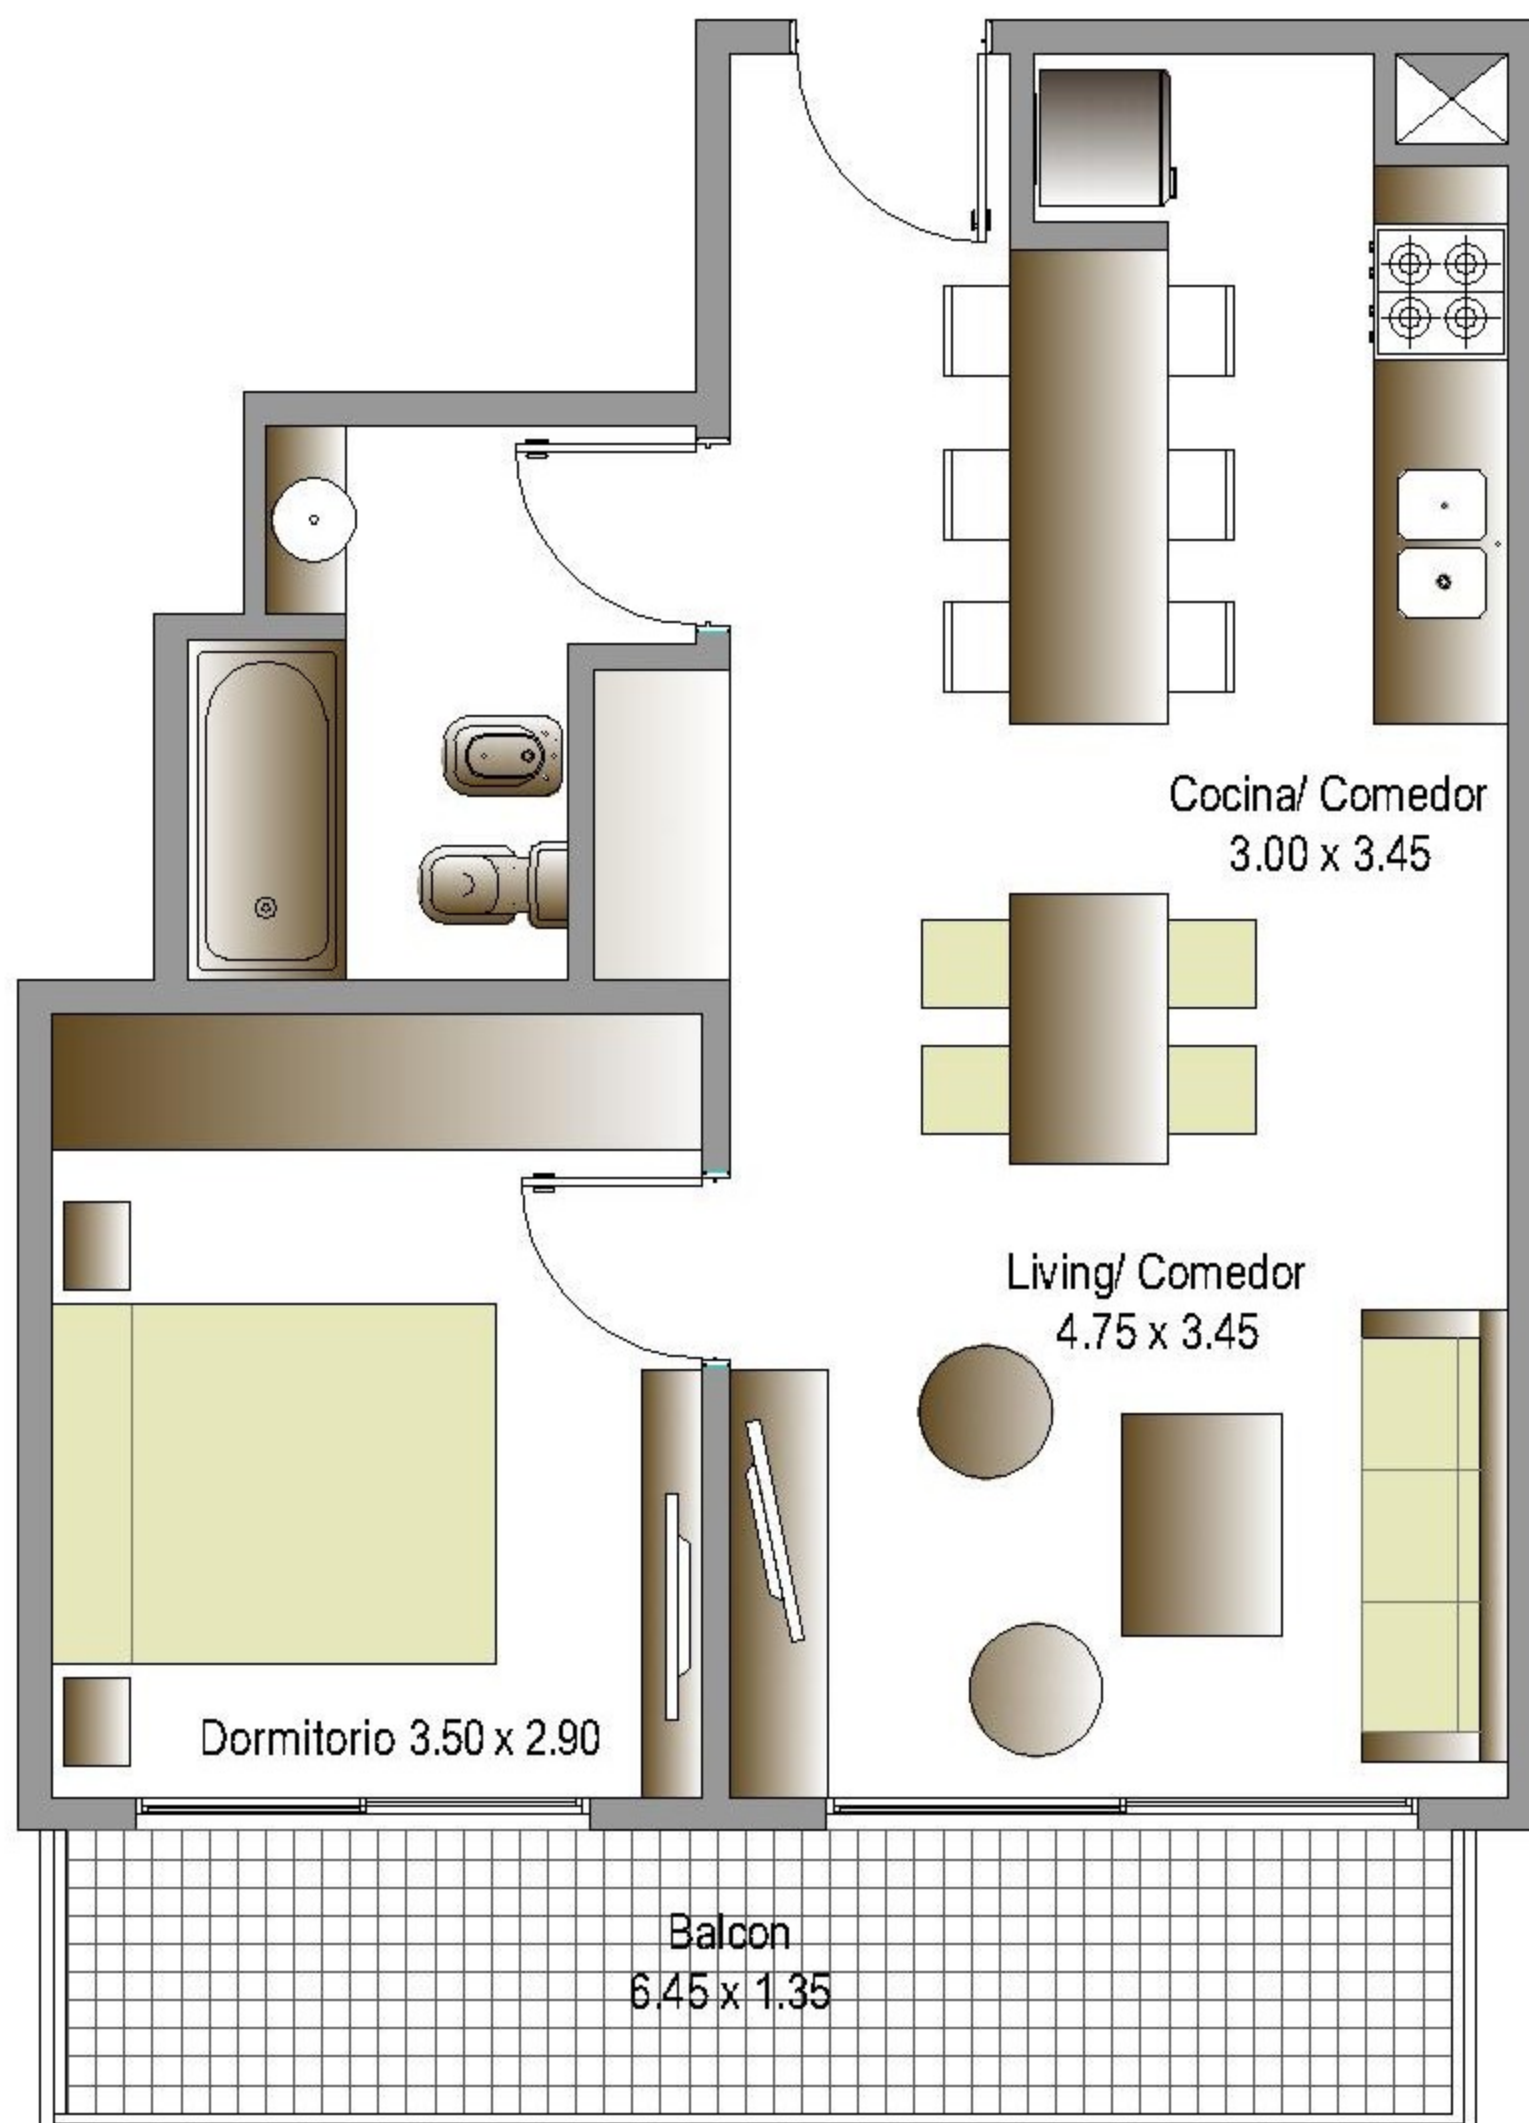 Cocina/ Comedor
3.00 x 3.45
Living/ Comedor
4.75 x 3.45
Dormitorio 3.50 x 2.90
Balcon
6.45 x 1.35